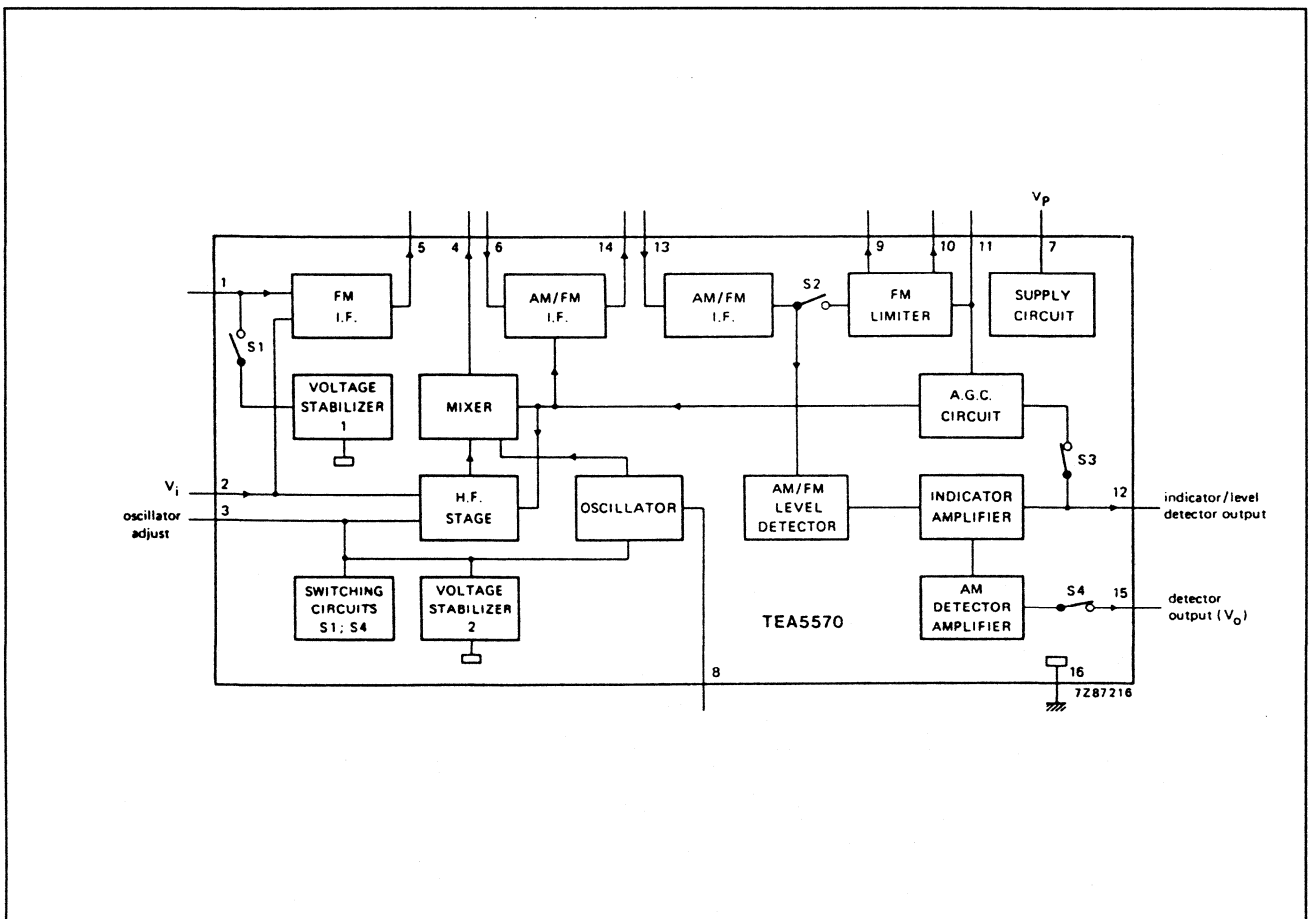 Vp
5
4
6
14
13
9
10
11
7
1
FM
I.F.
AM/FM
I.F.
AM/FM
I.F.
S2
FM
LIMITER
SUPPLY
CIRCUIT
S1
VOLTAGE
STABILIZER
1
MIXER
A.G.C.
CIRCUIT
S3
Vi
2
oscillator
adjust
3
H.F.
STAGE
OSCILLATOR
AM/FM
LEVEL
DETECTOR
INDICATOR
AMPLIFIER
12
indicator/level
detector output
SWITCHING
CIRCUITS
S1; S4
VOLTAGE
STABILIZER
2
TEA5570
AM
DETECTOR
AMPLIFIER
S4
15
detector
output (Vo)
8
16
7Z87216